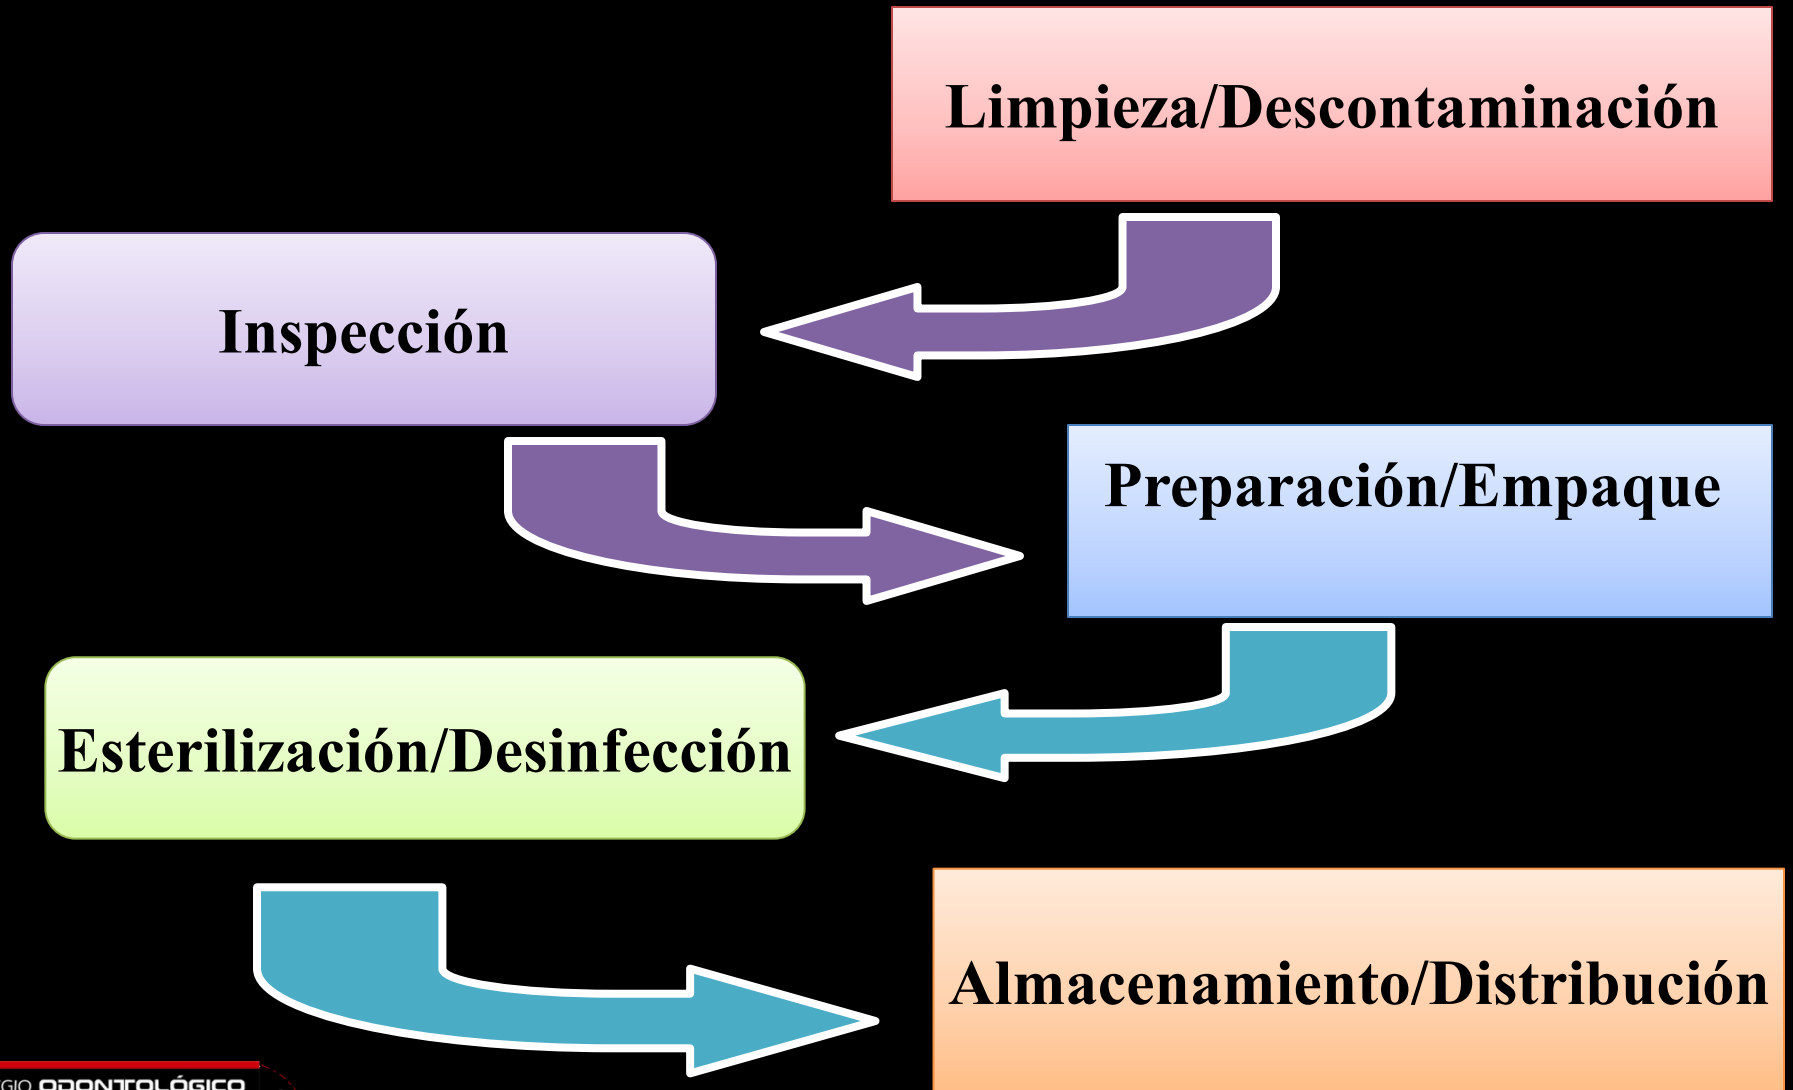 Limpieza/Descontaminación
Inspección
Preparación/Empaque
Esterilización/Desinfección
Almacenamiento/Distribución
ODONTOLÓGICO